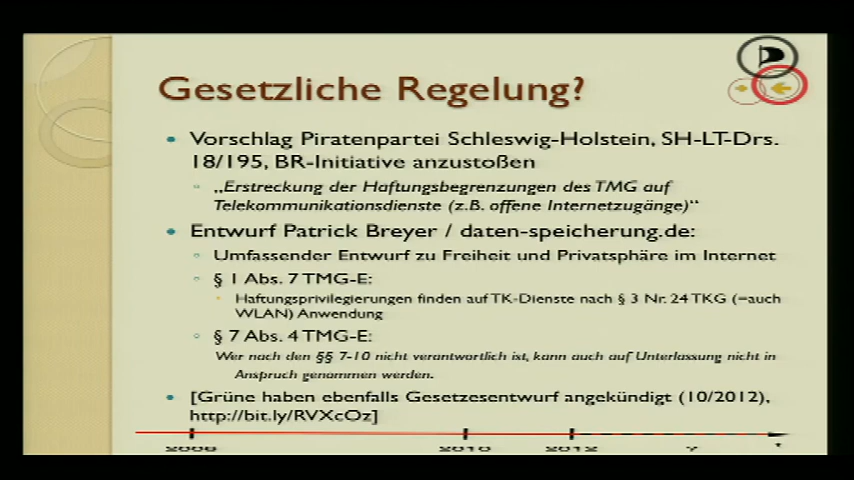 Gesetzliche Regelung?
Vorschlag Piratenpartei Schleswig-Holstein, SH-LT-Drs.
18/195, BR-Initiative anzustoßen
„Erstreckung der Haftungsbegrenzungen des TMG auf
Telekommunikationsdienste (z.B. offene Internetzugänge)“
Entwurf Patrick Breyer / daten-speicherung.de:
Umfassender Entwurf zu Freiheit und Privatsphäre im Internet
§ 1 Abs. 7 TMG-E:
Haftungsprivilegierungen finden auf TK-Dienste nach § 3 Nr. 24 TKG (=auch
WLAN) Anwendung
§ 7 Abs. 4 TMG-E:
Wer nach den §§ 7-10 nicht verantwortlich ist, kann auch auf Unterlassung nicht in
Anspruch genommen werden.
[Grüne haben ebenfalls Gesetzesentwurf angekündigt (10/2012),
http://bit.ly/RVXcOz]
2010 2012 ?